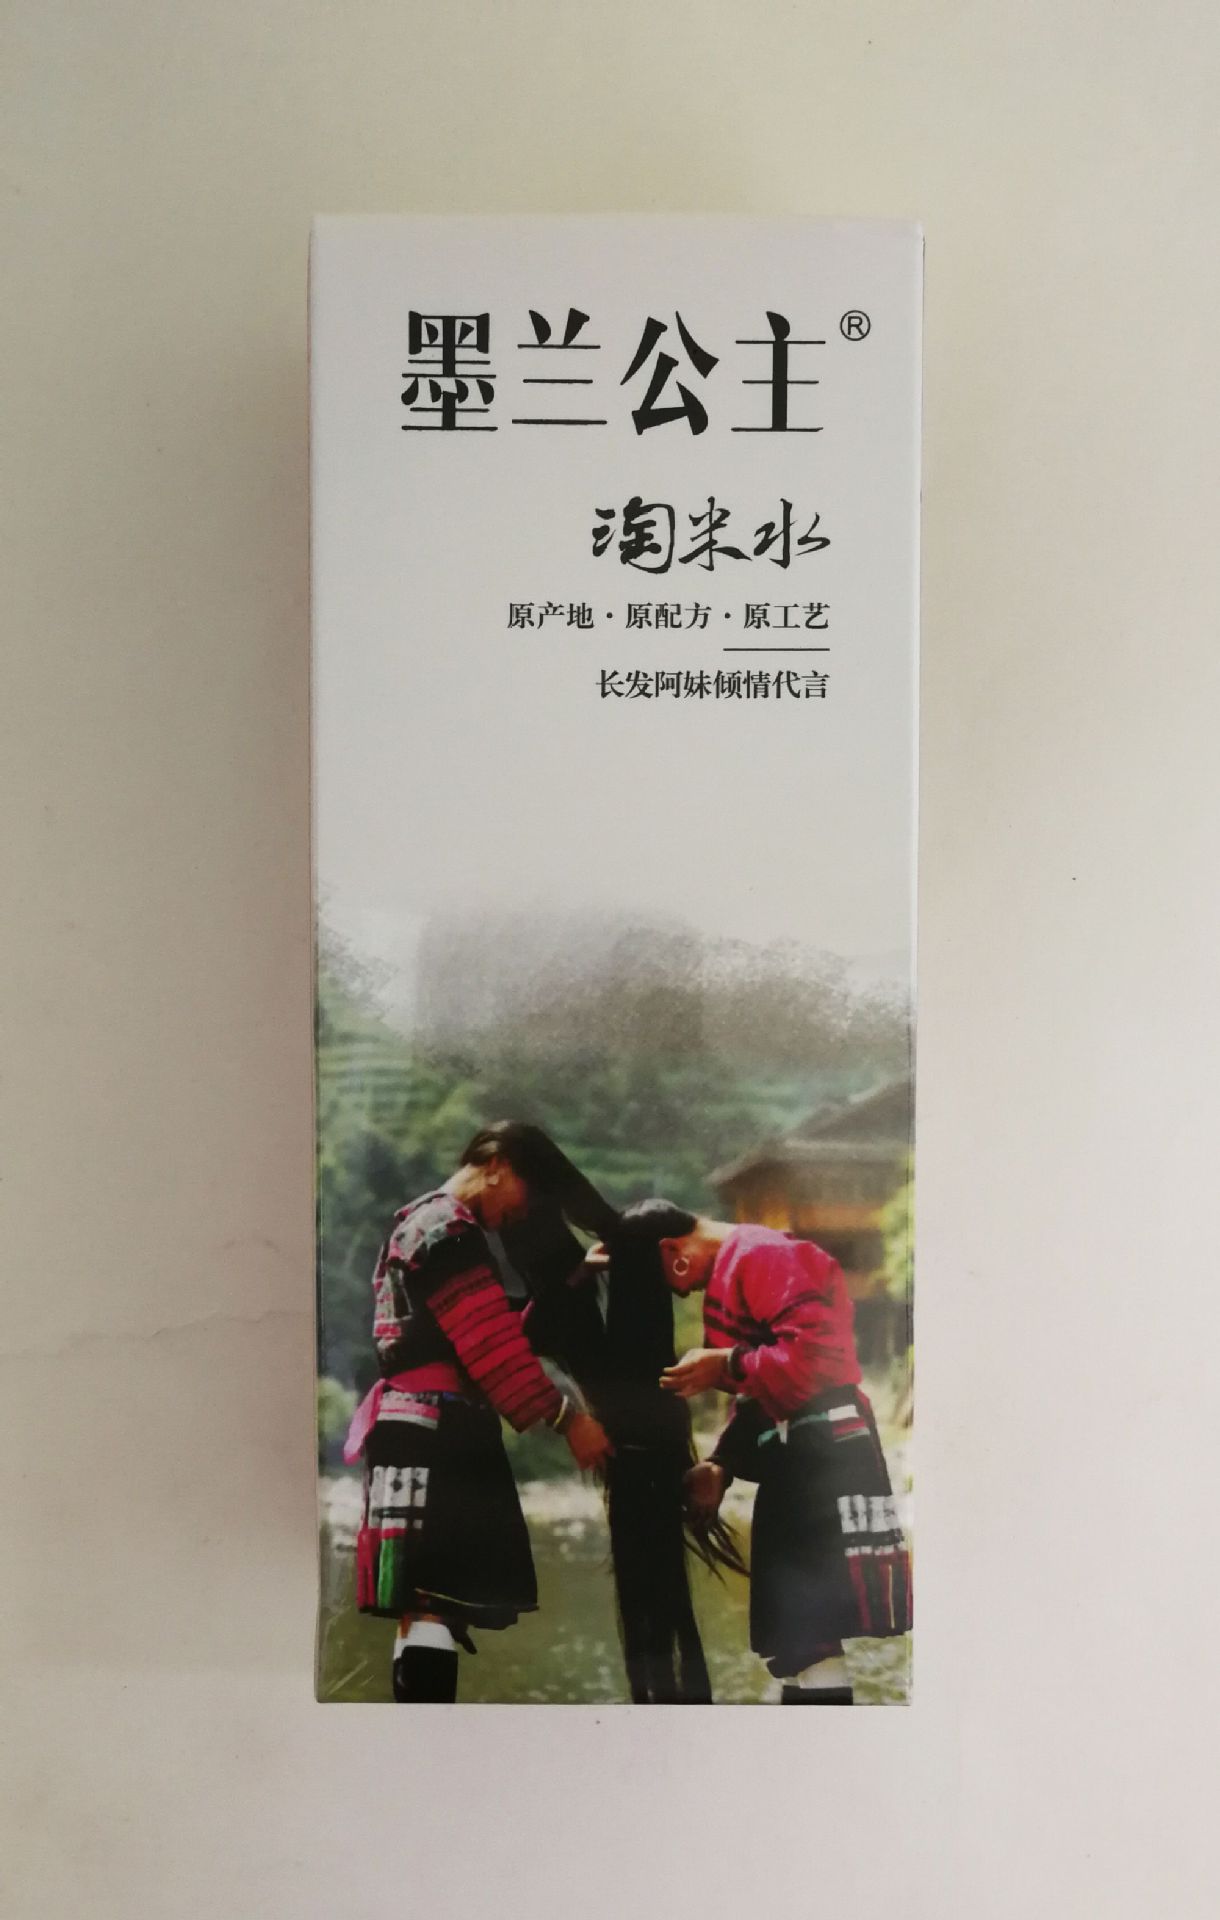 墨兰公主®
淘米水
原产地·原配方·原工艺
长发阿妹倾情代言